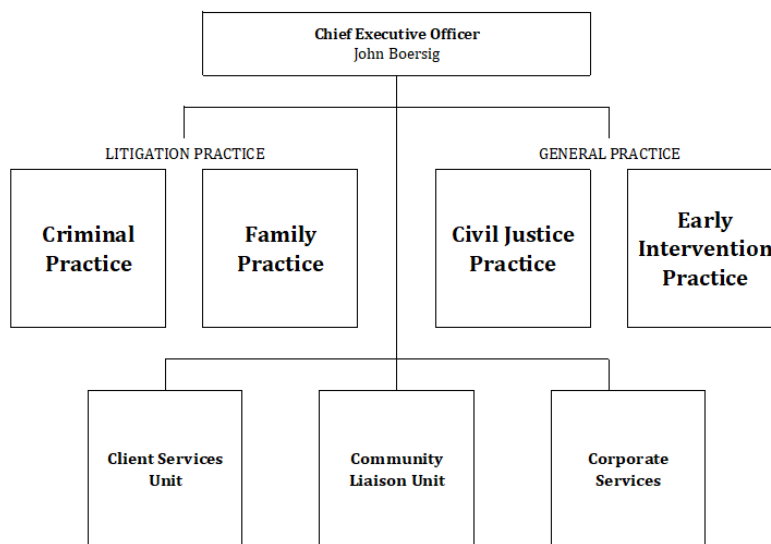 Chief Executive Officer
John Boersig
LITIGATION PRACTICE
GENERAL PRACTICE
Criminal
Practice
Family
Practice
Civil Justice
Practice
Early
Intervention
Practice
Client Services
Unit
Community
Liaison Unit
Corporate
Services